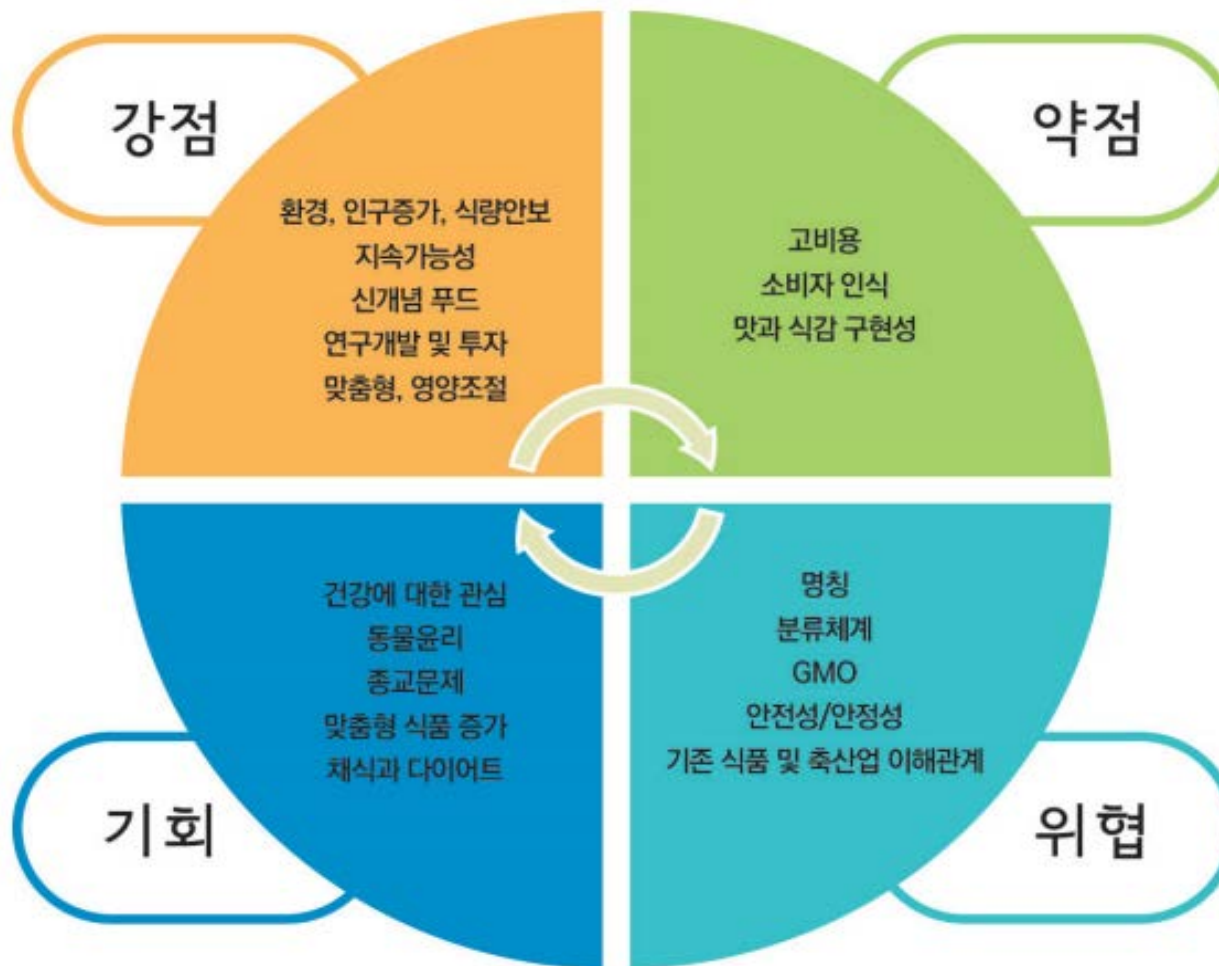 강점
환경, 인구증가, 식량안보
지속가능성
신개념 푸드
연구개발 및 투자
맞춤형, 영양조절
약점
고비용
소비자 인식
맛과 식감 구현성
기회
건강에 대한 관심
동물윤리
종교문제
맞춤형 식품 증가
채식과 다이어트
위협
명칭
분류체계
GMO
안전성/안정성
기존 식품 및 축산업 이해관계